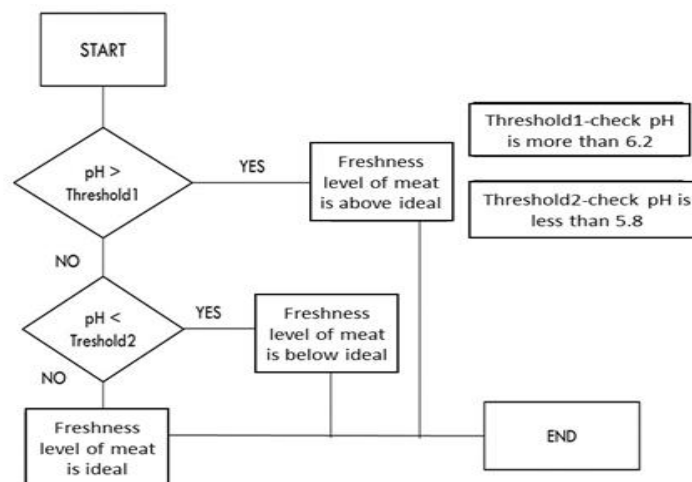 START
pH >
Threshold1
YES
Freshness
level of meat
is above ideal
Threshold1-check pH
is more than 6.2
Threshold2-check pH is
less than 5.8
NO
pH <
Treshold2
YES
Freshness
level of meat
is below ideal
NO
Freshness
level of meat
is ideal
END